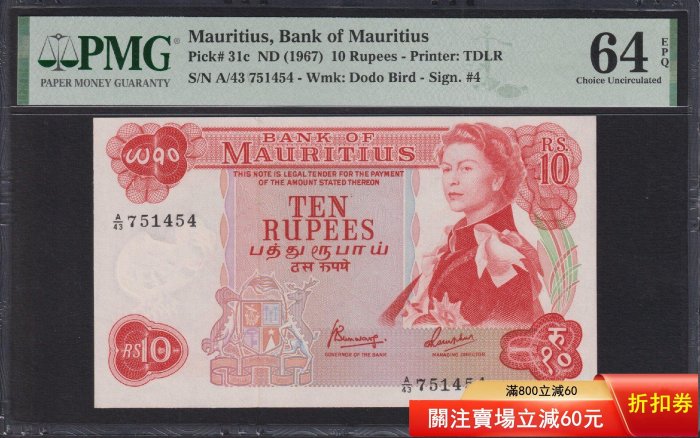 PMG
PAPER MONEY GUARANTY
Mauritius, Bank of Mauritius
Pick# 31c ND (1967) 10 Rupees - Printer: TDLR
S/N A/43 751454 - Wmk: Dodo Bird - Sign. #4
64 EPQ
Choice Uncirculated
BANK OF
MAURITIUS
THIS NOTE IS LEGAL TENDER FOR THE PAYMENT
OF THE AMOUNT STATED THEREON
RS.
10
A/43 751454
TEN
RUPEES
பத்து ரூபாய்
दस रुपये
RS 10
GOVERNOR OF THE BANK
MANAGING DIRECTOR
रु
१०
A/43 751454
滿800立減60
關注賣場立減60元
折扣券